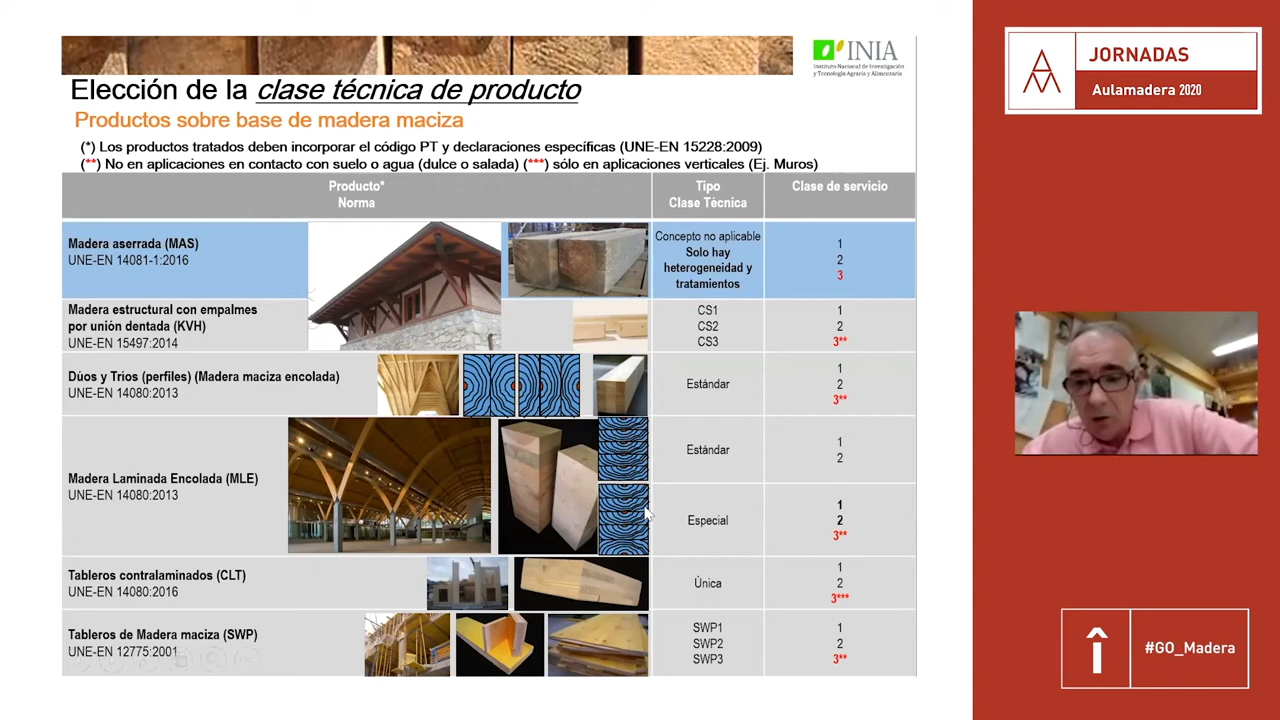 INIA
Instituto Nacional de Investigación
y Tecnología Agraria y Alimentaria
Elección de la clase técnica de producto
Productos sobre base de madera maciza
(*) Los productos tratados deben incorporar el código PT y declaraciones específicas (UNE-EN 15228:2009)
(**) No en aplicaciones en contacto con suelo o agua (dulce o salada) (***) sólo en aplicaciones verticales (Ej. Muros)
Producto*
Norma
Tipo
Clase Técnica
Clase de servicio
Madera aserrada (MAS)
UNE-EN 14081-1:2016
Concepto no aplicable
Solo hay
heterogeneidad y
tratamientos
1
2
3
Madera estructural con empalmes
por unión dentada (KVH)
UNE-EN 15497:2014
CS1
CS2
CS3
1
2
3**
Dúos y Trios (perfiles) (Madera maciza encolada)
UNE-EN 14080:2013
Estándar
1
2
3**
Madera Laminada Encolada (MLE)
UNE-EN 14080:2013
Estándar
1
2
Especial
1
2
3**
Tableros contralaminados (CLT)
UNE-EN 14080:2016
Única
1
2
3***
Tableros de Madera maciza (SWP)
UNE-EN 12775:2001
SWP1
SWP2
SWP3
1
2
3**
JORNADAS
Aulamadera 2020
#GO_Madera